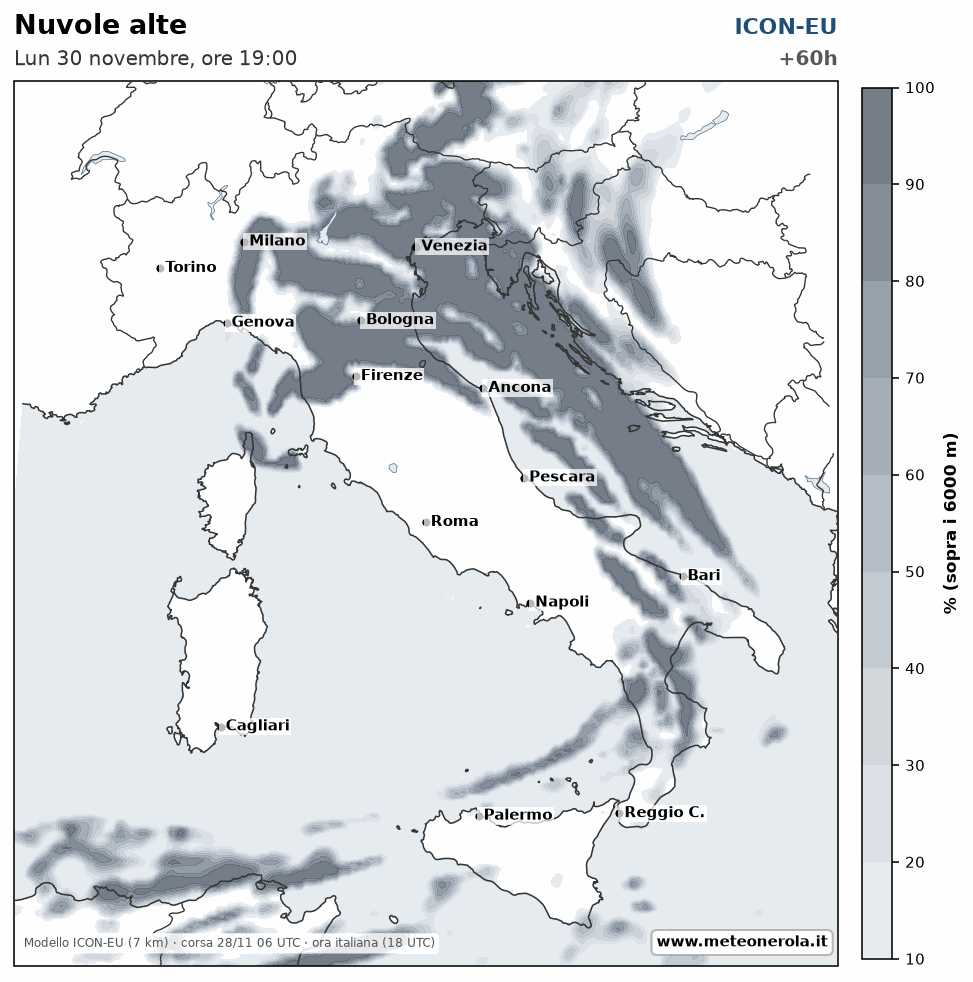 Nuvole alte
ICON-EU
Lun 30 novembre, ore 19:00
+60h
100
90
80
70
60
50
40
30
20
10
% (sopra i 6000 m)
Milano
Venezia
Torino
Genova
Bologna
Firenze
Ancona
Pescara
Roma
Bari
Napoli
Cagliari
Palermo
Reggio C.
Modello ICON-EU (7 km) · corsa 28/11 06 UTC · ora italiana (18 UTC)
www.meteonerola.it